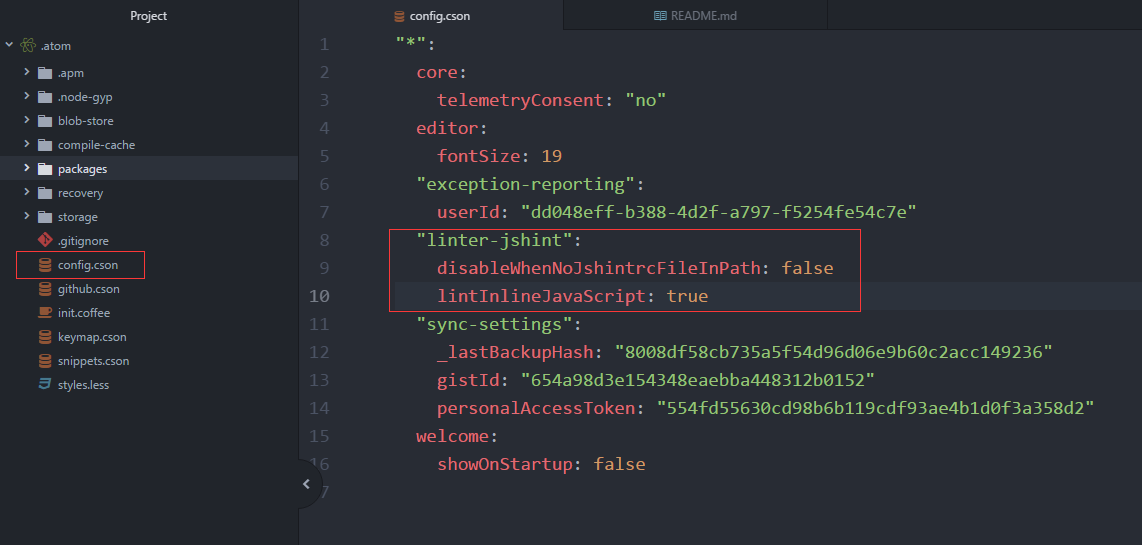 Project
.atom
.apm
.node-gyp
blob-store
compile-cache
packages
recovery
storage
.gitignore
config.cson
github.cson
init.coffee
keymap.cson
snippets.cson
styles.less
config.cson
README.md
1 "*":
2 core:
3 telemetryConsent: "no"
4 editor:
5 fontSize: 19
6 "exception-reporting":
7 userId: "dd048eff-b388-4d2f-a797-f5254fe54c7e"
8 "linter-jshint":
9 disableWhenNoJshintrcFileInPath: false
10 lintInlineJavaScript: true
11 "sync-settings":
12 _lastBackupHash: "8008df58cb735a5f54d96d06e9b60c2acc149236"
13 gistId: "654a98d3e154348eaebba448312b0152"
14 personalAccessToken: "554fd55630cd98b6b119cdf93ae4b1d0f3a358d2"
15 welcome:
16 showOnStartup: false
7